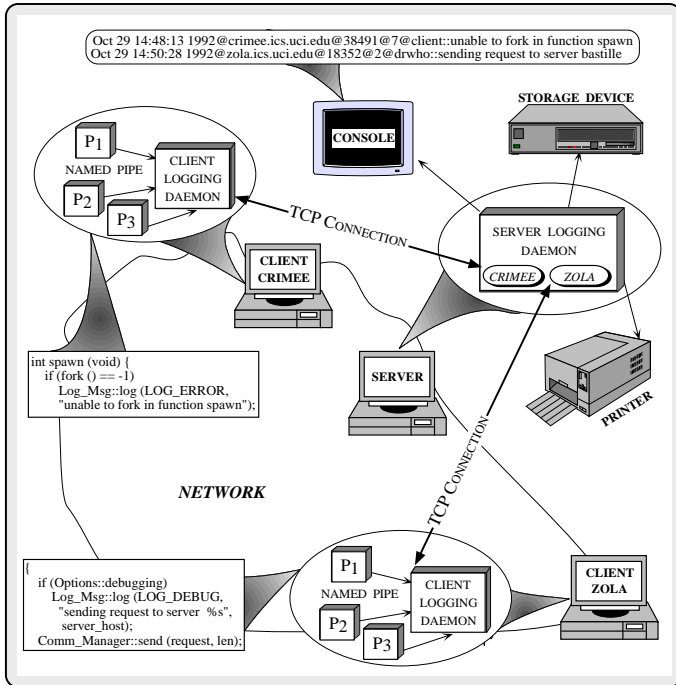 Oct 29 14:48:13 1992@crimee.ics.uci.edu@38491@7@client::unable to fork in function spawn
Oct 29 14:50:28 1992@zola.ics.uci.edu@18352@2@drwho::sending request to server bastille
STORAGE DEVICE
CONSOLE
P1
NAMED PIPE
P2
P3
CLIENT
LOGGING
DAEMON
TCP CONNECTION
SERVER LOGGING
DAEMON
CRIMEE
ZOLA
CLIENT
CRIMEE
int spawn (void) {
if (fork () == -1)
Log_Msg::log (LOG_ERROR,
"unable to fork in function spawn");
SERVER
PRINTER
TCP CONNECTION
NETWORK
{
if (Options::debugging)
Log_Msg::log (LOG_DEBUG,
"sending request to server %s",
server_host);
Comm_Manager::send (request, len);
P1
NAMED PIPE
P2
P3
CLIENT
LOGGING
DAEMON
CLIENT
ZOLA